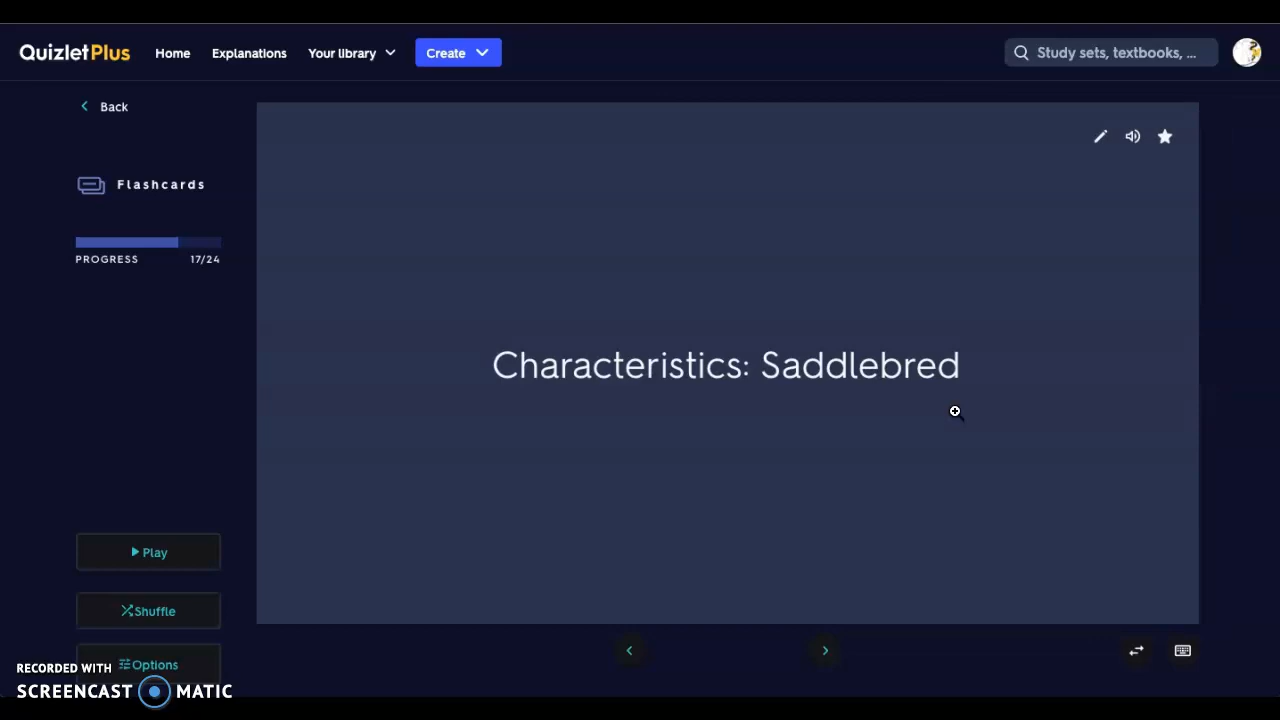 QuizletPlus Home Explanations Your library Create Study sets, textbooks, ...
Back
Flashcards
PROGRESS 17/24
Characteristics: Saddlebred
Play
Shuffle
Options
RECORDED WITH
SCREENCAST MATIC